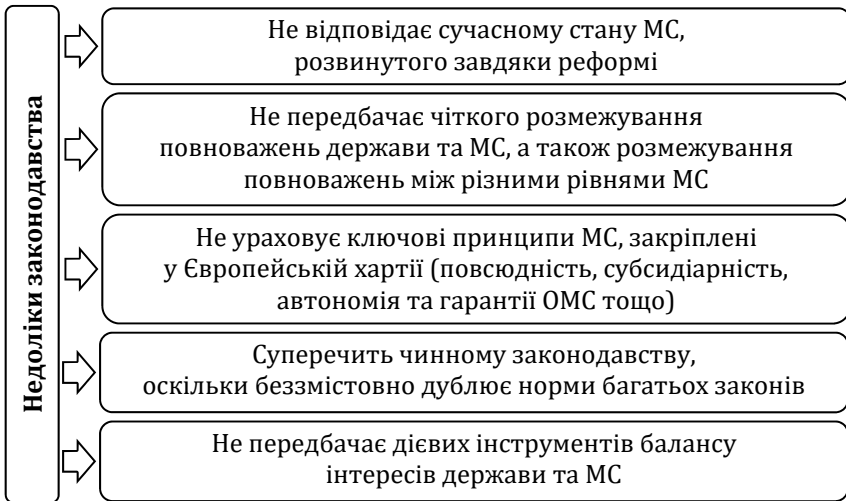 Недоліки законодавства
Не відповідає сучасному стану МС,
розвинутого завдяки реформі
Не передбачає чіткого розмежування
повноважень держави та МС, а також розмежування
повноважень між різними рівнями МС
Не ураховує ключові принципи МС, закріплені
у Європейській хартії (повсюдність, субсидіарність,
автономія та гарантії ОМС тощо)
Суперечить чинному законодавству,
оскільки беззмістовно дублює норми багатьох законів
Не передбачає дієвих інструментів балансу
інтересів держави та МС